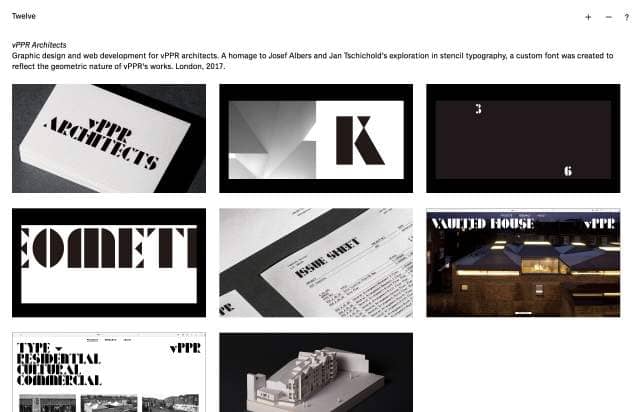 Twelve
+ − ?
vPPR Architects
Graphic design and web development for vPPR architects. A homage to Josef Albers and Jan Tschichold's exploration in stencil typography, a custom font was created to
reflect the geometric nature of vPPR's works. London, 2017.
vPPR
ARCHITECTS
K
3
6
EOMETR
ISSUE SHEET
VAULTED HOUSE vPPR
TYPE vPPR
RESIDENTIAL
CULTURAL
COMMERCIAL